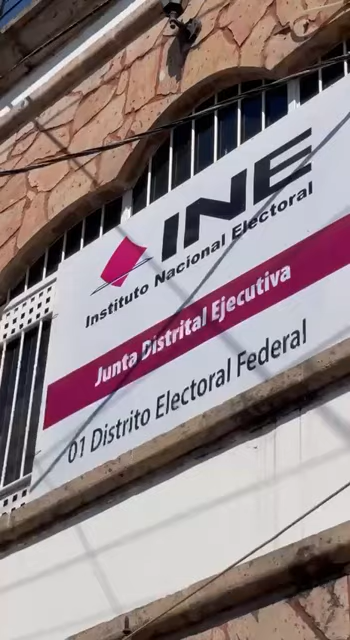 INE
Instituto Nacional Electoral
Junta Distrital Ejecutiva
01 Distrito Electoral Federal